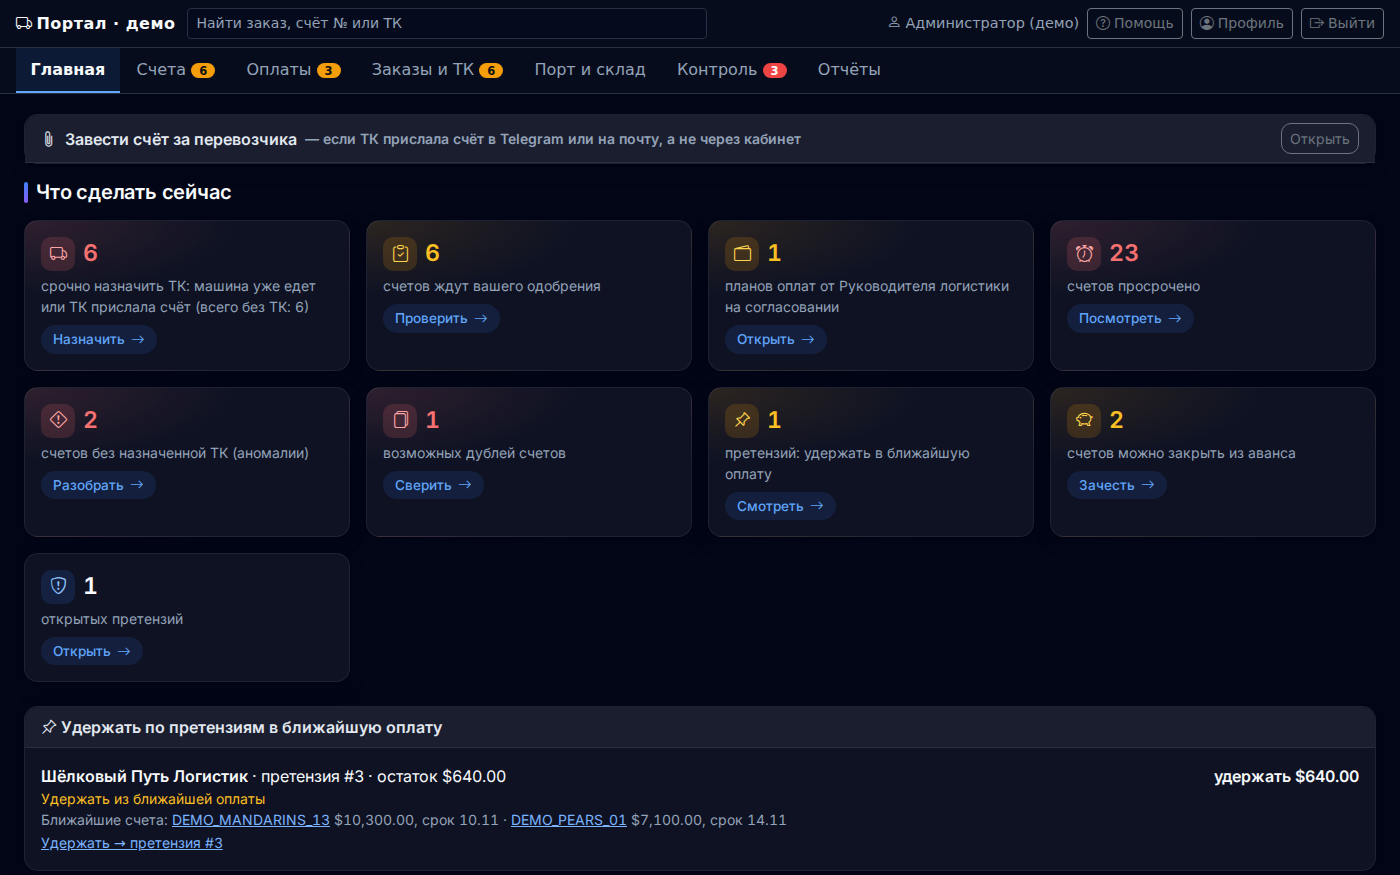 Портал · демо
Найти заказ, счёт № или ТК
Администратор (демо)
Помощь
Профиль
Выйти
Главная
Счета 6
Оплаты 3
Заказы и ТК 6
Порт и склад
Контроль 3
Отчёты
Завести счёт за перевозчика — если ТК прислала счёт в Telegram или на почту, а не через кабинет
Открыть
Что сделать сейчас
6
срочно назначить ТК: машина уже едет
или ТК прислала счёт (всего без ТК: 6)
Назначить →
6
счетов ждут вашего одобрения
Проверить →
1
планов оплат от Руководителя логистики
на согласовании
Открыть →
23
счетов просрочено
Посмотреть →
2
счетов без назначенной ТК (аномалии)
Разобрать →
1
возможных дублей счетов
Сверить →
1
претензий: удержать в ближайшую
оплату
Смотреть →
2
счетов можно закрыть из аванса
Зачесть →
1
открытых претензий
Открыть →
Удержать по претензиям в ближайшую оплату
Шёлковый Путь Логистик · претензия #3 · остаток $640.00
удержать $640.00
Удержать из ближайшей оплаты
Ближайшие счета: DEMO_MANDARINS_13 $10,300.00, срок 10.11 · DEMO_PEARS_01 $7,100.00, срок 14.11
Удержать → претензия #3